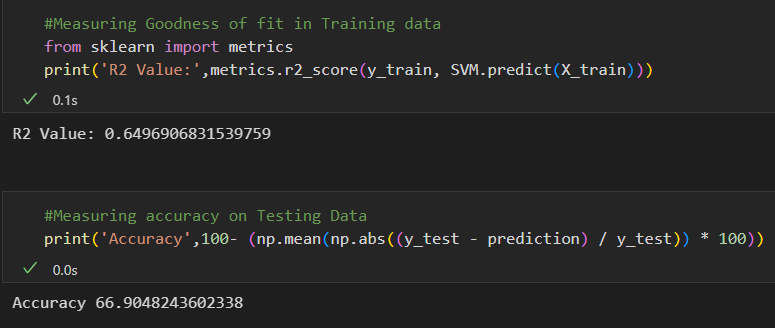 #Measuring Goodness of fit in Training data
from sklearn import metrics
print('R2 Value:',metrics.r2_score(y_train, SVM.predict(X_train)))
0.1s
R2 Value: 0.6496906831539759
#Measuring accuracy on Testing Data
print('Accuracy',100- (np.mean(np.abs((y_test - prediction) / y_test)) * 100))
0.0s
Accuracy 66.9048243602338